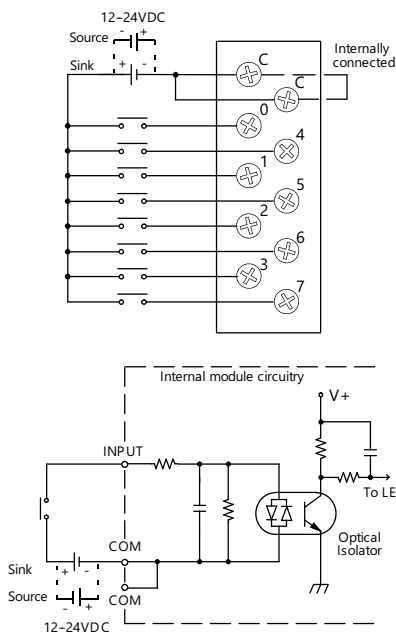 12–24VDC
Source - +
Sink + -
Internally
connected
C
C
0
4
1
5
2
6
3
7
Internal module circuitry
V+
INPUT
To LE
Optical
Isolator
COM
Sink + -
COM
Source - +
12–24VDC